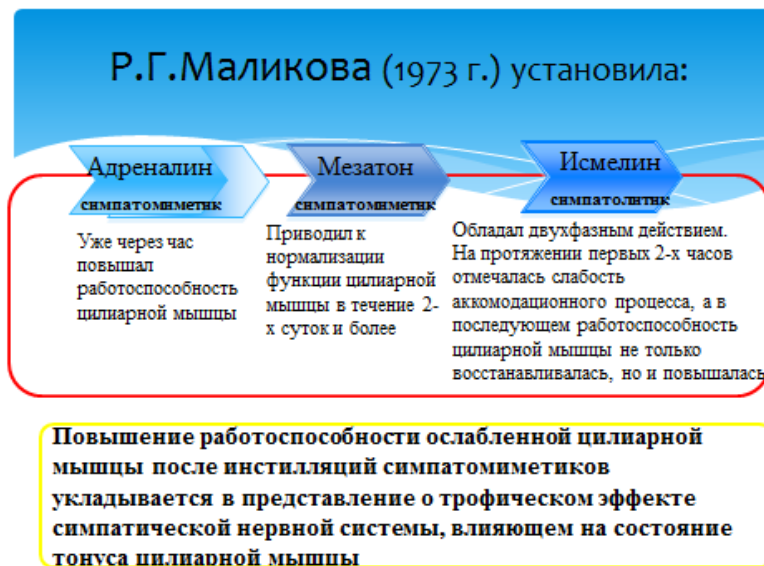 Р.Г.Маликова (1973 г.) установила:
Адреналин
симпатомиметик
Уже через час
повышал
работоспособность
цилиарной мышцы
Мезатон
симпатомиметик
Приводил к
нормализации
функции цилиарной
мышцы в течение 2-
х суток и более
Исмелин
симпатолитик
Обладал двухфазным действием.
На протяжении первых 2-х часов
отмечалась слабость
аккомодационного процесса, а в
последующем работоспособность
цилиарной мышцы не только
восстанавливалась, но и повышалась
Повышение работоспособности ослабленной цилиарной
мышцы после инстилляций симпатомиметиков
укладывается в представление о трофическом эффекте
симпатической нервной системы, влияющем на состояние
тонуса цилиарной мышцы